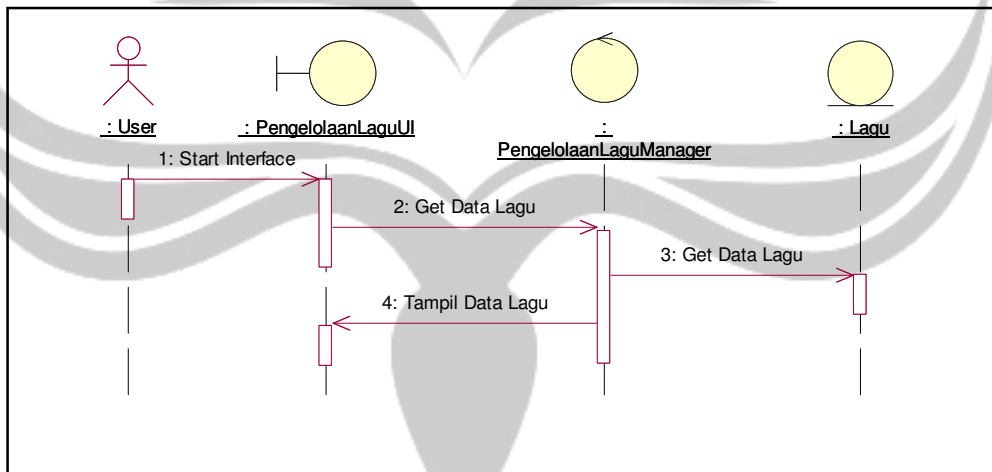 : User
: PengelolaanLaguUI
:
PengelolaanLaguManager
: Lagu
1: Start Interface
2: Get Data Lagu
3: Get Data Lagu
4: Tampil Data Lagu